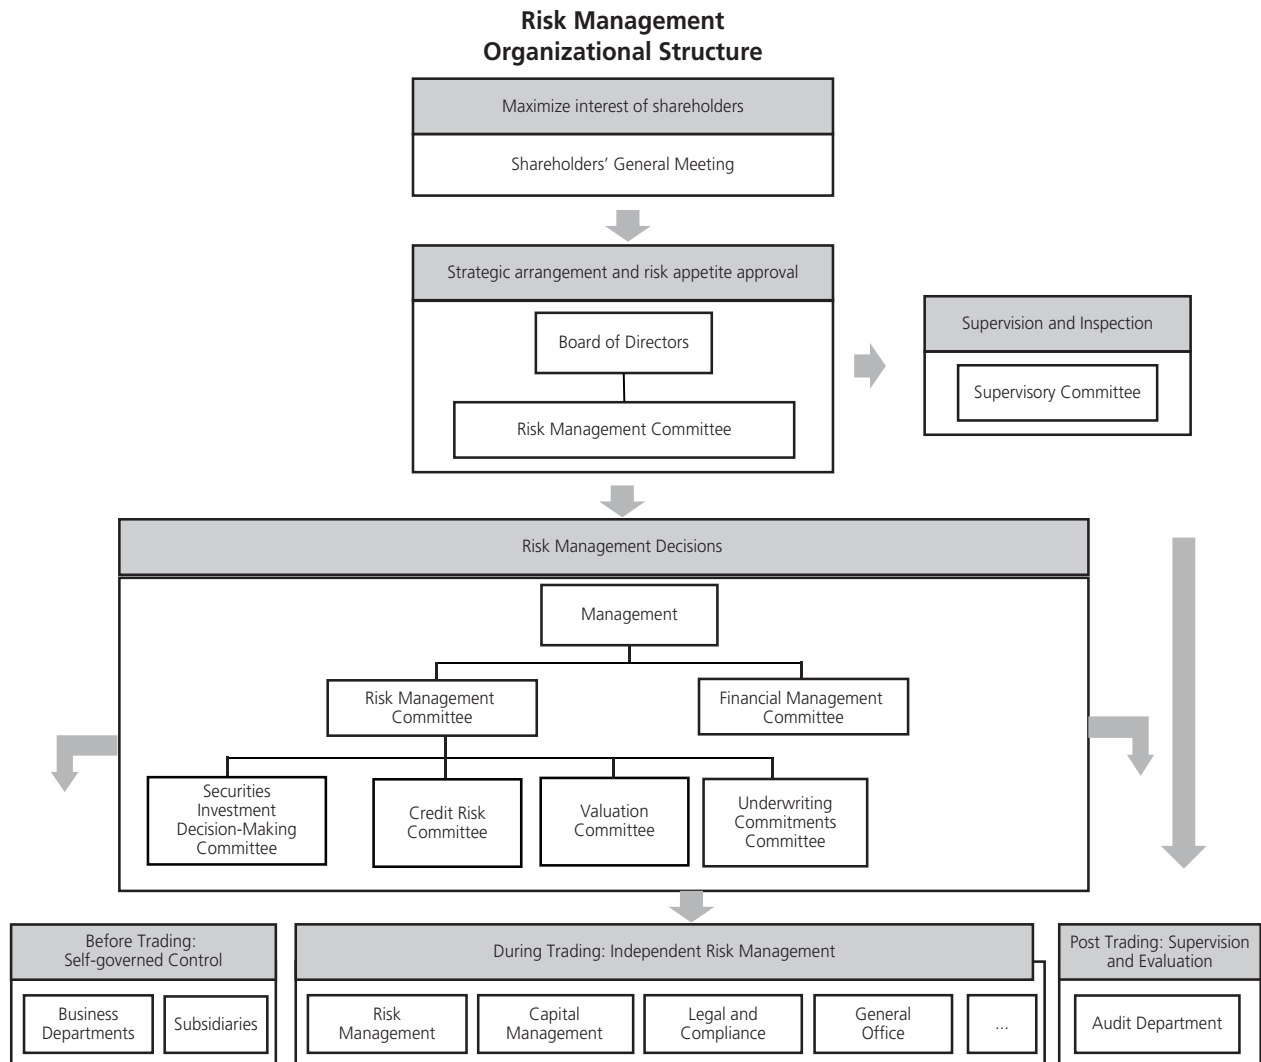 Risk Management
Organizational Structure
Maximize interest of shareholders
Shareholders’ General Meeting
Strategic arrangement and risk appetite approval
Board of Directors
Risk Management Committee
Supervision and Inspection
Supervisory Committee
Risk Management Decisions
Management
Risk Management
Committee
Financial Management
Committee
Securities
Investment
Decision-Making
Committee
Credit Risk
Committee
Valuation
Committee
Underwriting
Commitments
Committee
Before Trading:
Self-governed Control
Business
Departments
Subsidiaries
During Trading: Independent Risk Management
Risk
Management
Capital
Management
Legal and
Compliance
General
Office
...
Post Trading: Supervision
and Evaluation
Audit Department